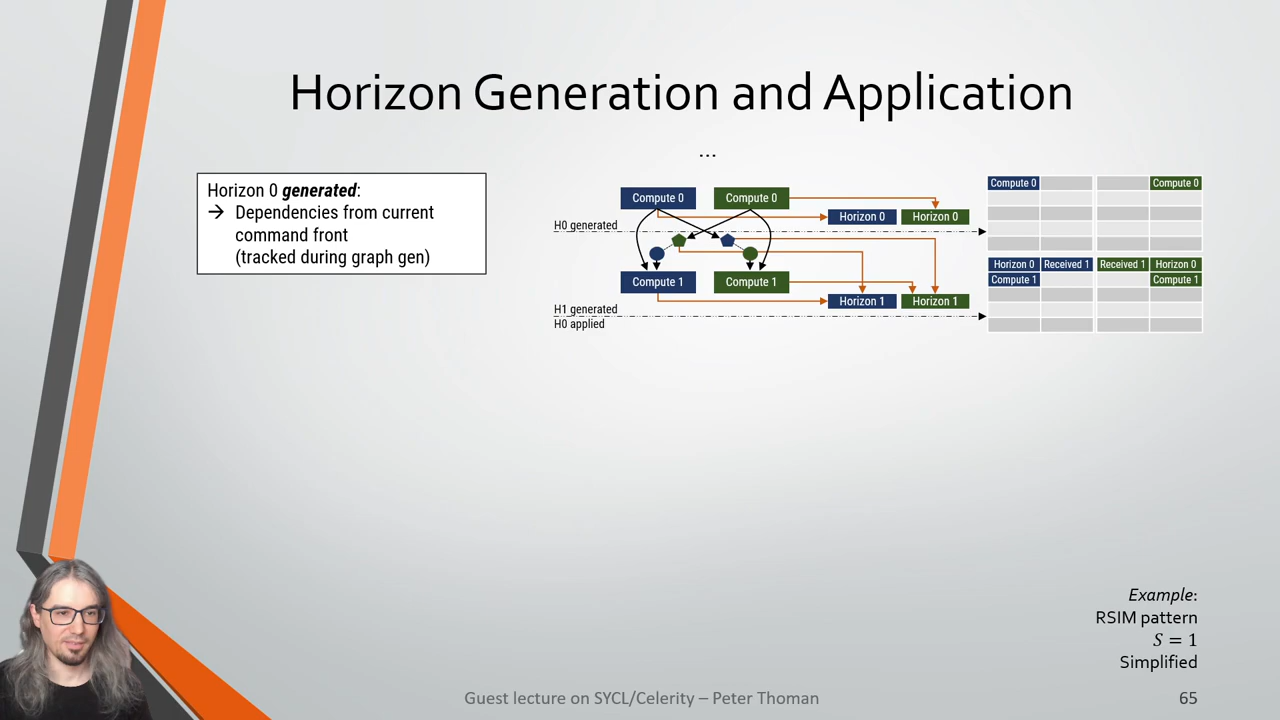 Horizon Generation and Application
...
Horizon 0 generated:
→ Dependencies from current
command front
(tracked during graph gen)
Compute 0
Compute 0
Horizon 0
Horizon 0
H0 generated
Compute 1
Compute 1
Horizon 1
Horizon 1
H1 generated
H0 applied
Compute 0 Compute 0
Horizon 0 Received 1 Received 1 Horizon 0
Compute 1 Compute 1
Example:
RSIM pattern
S = 1
Simplified
Guest lecture on SYCL/Celerity – Peter Thoman
65